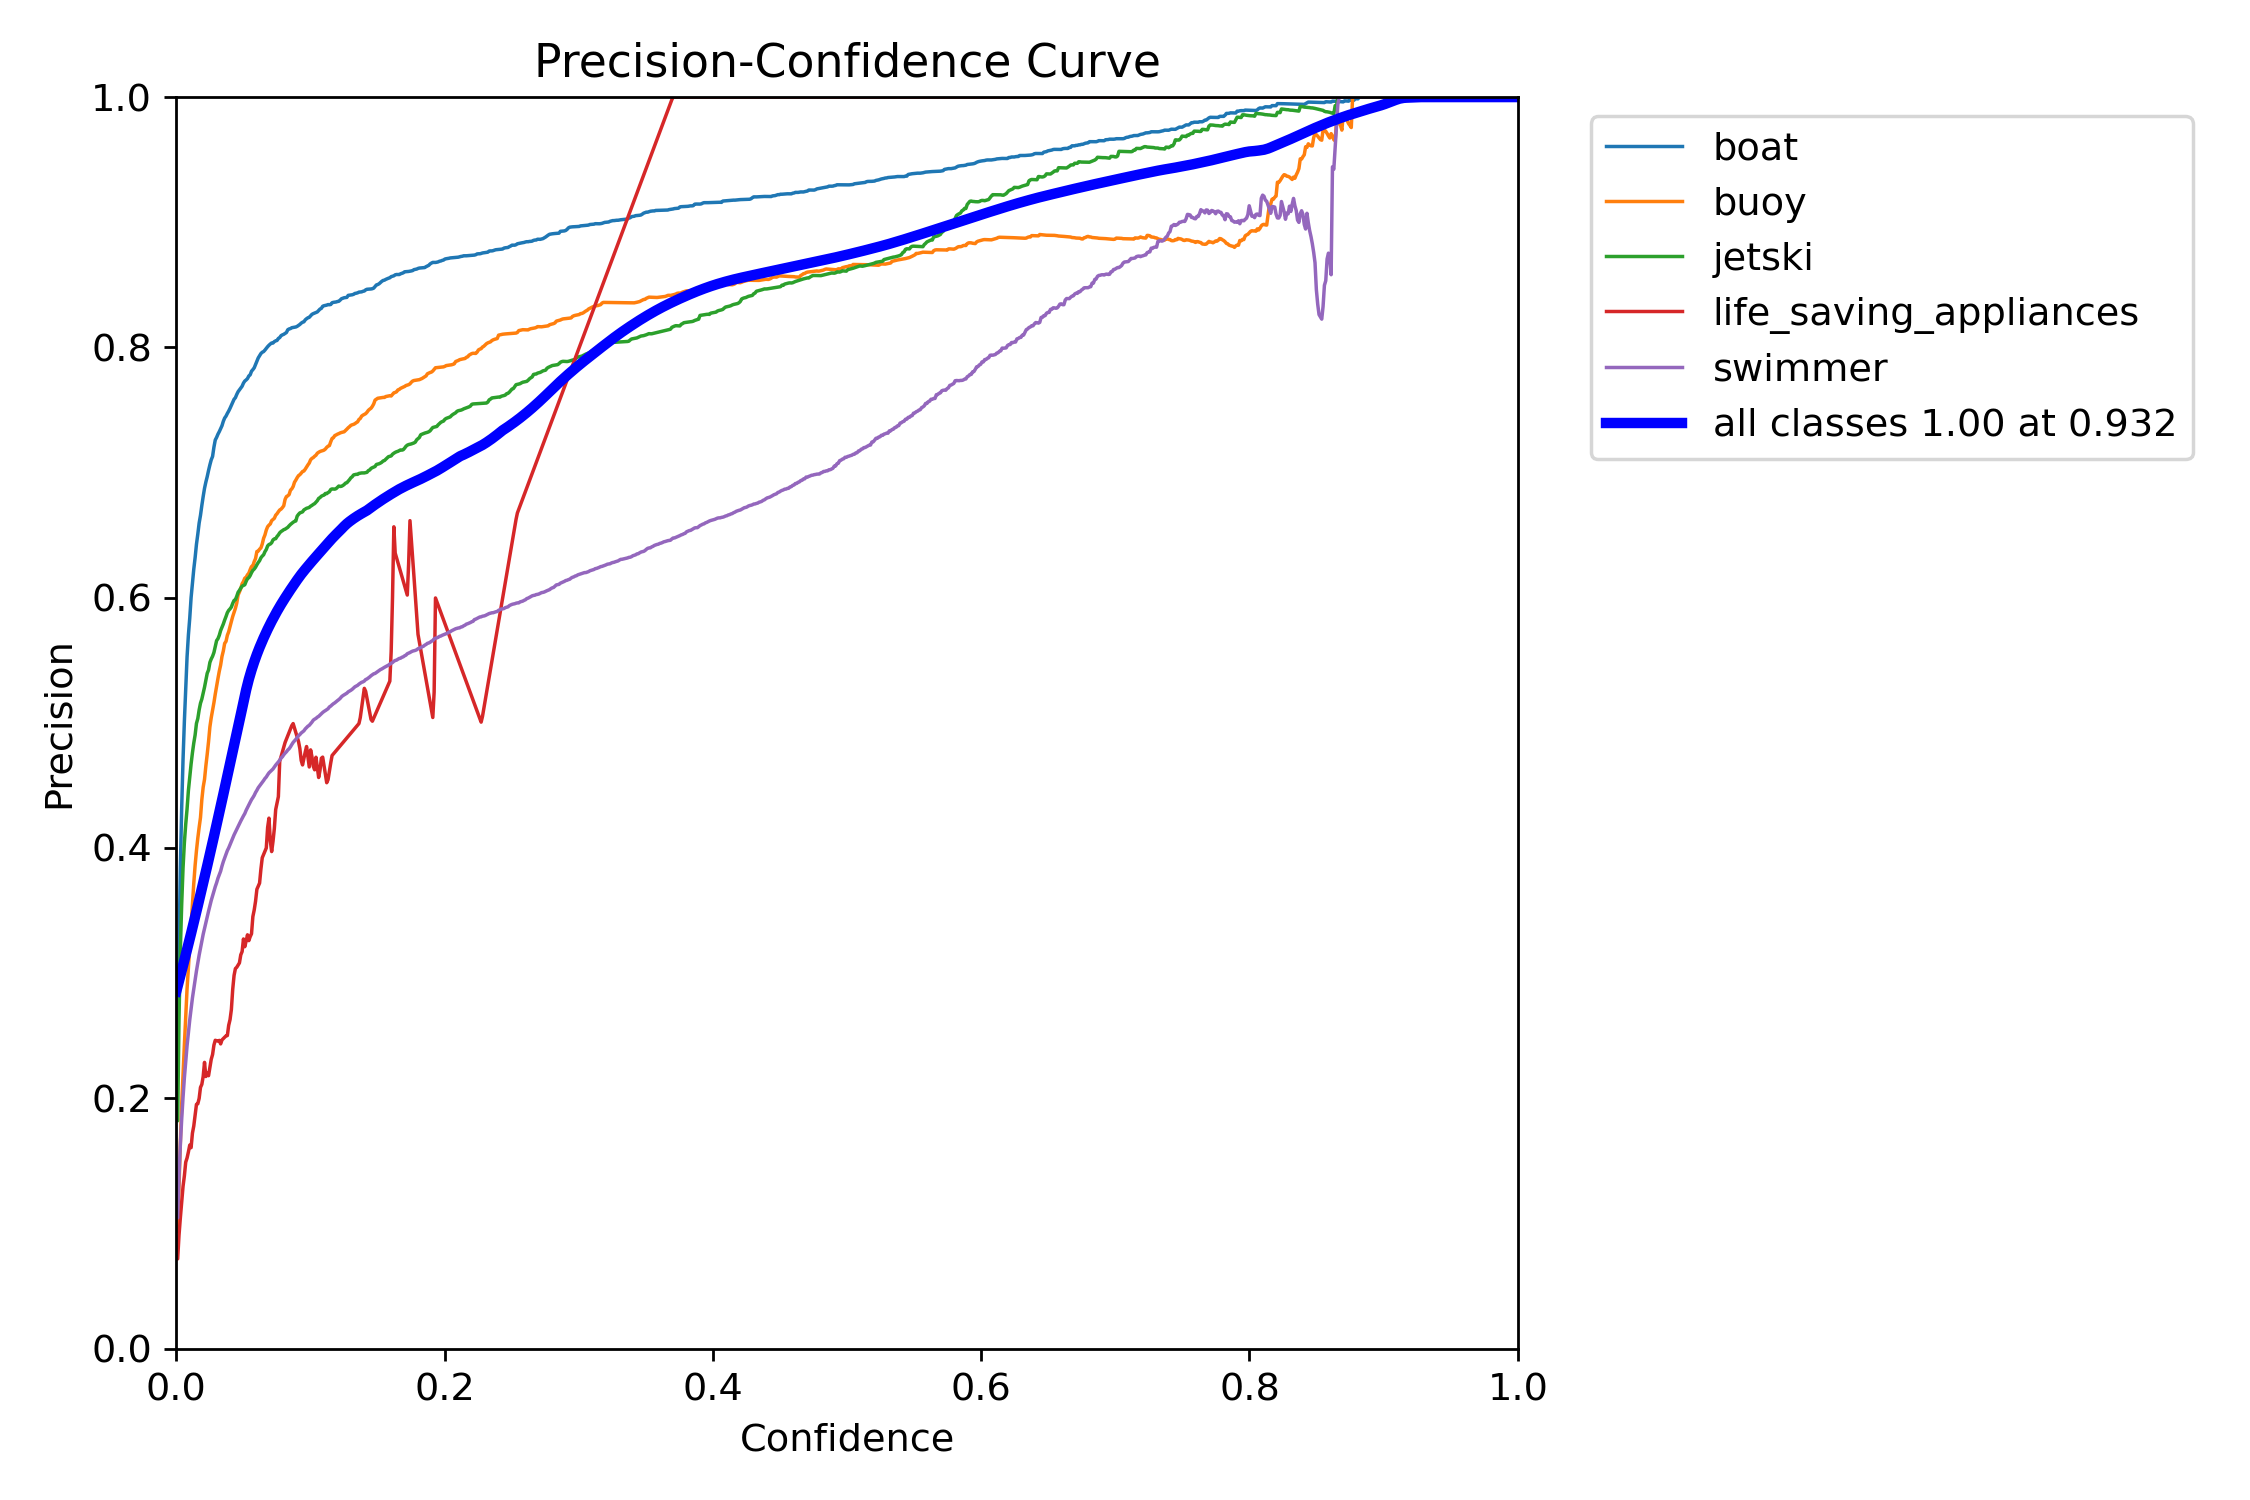 Precision-Confidence Curve
1.0
0.8
0.6
0.4
0.2
0.0
Precision
0.0 0.2 0.4 0.6 0.8 1.0
Confidence
boat
buoy
jetski
life_saving_appliances
swimmer
all classes 1.00 at 0.932